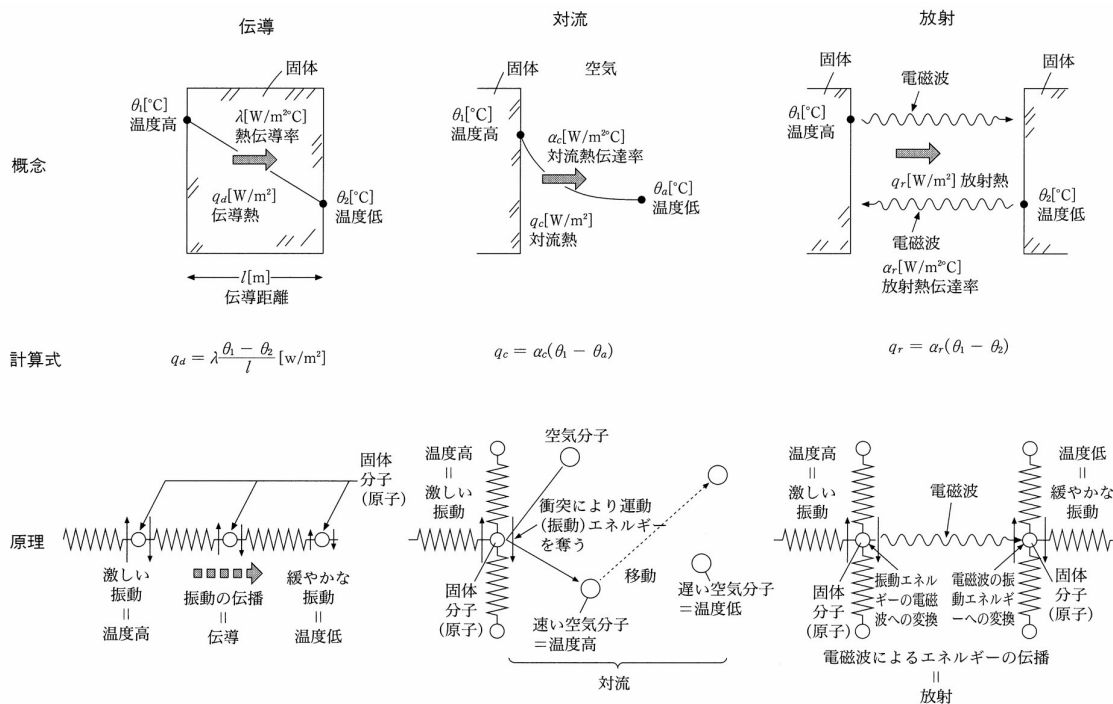 伝導
対流
放射
概念
固体
θ₁[℃]
温度高
λ[W/m²℃]
熱伝導率
q_d[W/m²]
伝導熱
θ₂[℃]
温度低
l[m]
伝導距離
固体
空気
θ₁[℃]
温度高
α_c[W/m²℃]
対流熱伝達率
θ_a[℃]
温度低
q_c[W/m²]
対流熱
固体
電磁波
固体
θ₁[℃]
温度高
q_r[W/m²] 放射熱
θ₂[℃]
温度低
電磁波
α_r[W/m²℃]
放射熱伝達率
計算式
q_d = λ (θ₁ − θ₂)/l [w/m²]
q_c = α_c(θ₁ − θ_a)
q_r = α_r(θ₁ − θ₂)
原理
固体
分子
(原子)
激しい
振動
=
温度高
振動の伝播
=
伝導
緩やかな
振動
=
温度低
温度高
=
激しい
振動
空気分子
衝突により運動
(振動)エネルギー
を奪う
固体
分子
(原子)
移動
速い空気分子
=温度高
遅い空気分子
=温度低
対流
温度高
=
激しい
振動
電磁波
温度低
=
緩やかな
振動
固体
分子
(原子)
振動エネル
ギーの電磁
波への変換
電磁波の振
動エネルギ
ーへの変換
固体
分子
(原子)
電磁波によるエネルギーの伝播
=
放射